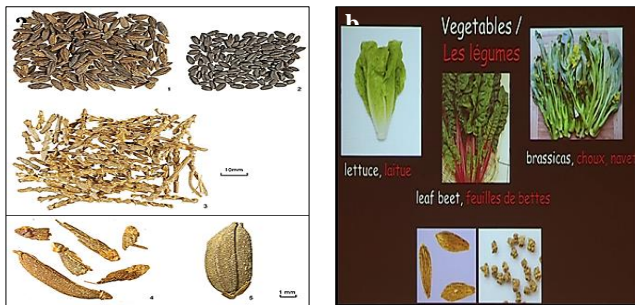 a
1
2
10mm
3
4
5
1 mm
b
Vegetables /
Les légumes
lettuce, laitue
brassicas, choux, navet
leaf beet, feuilles de bettes